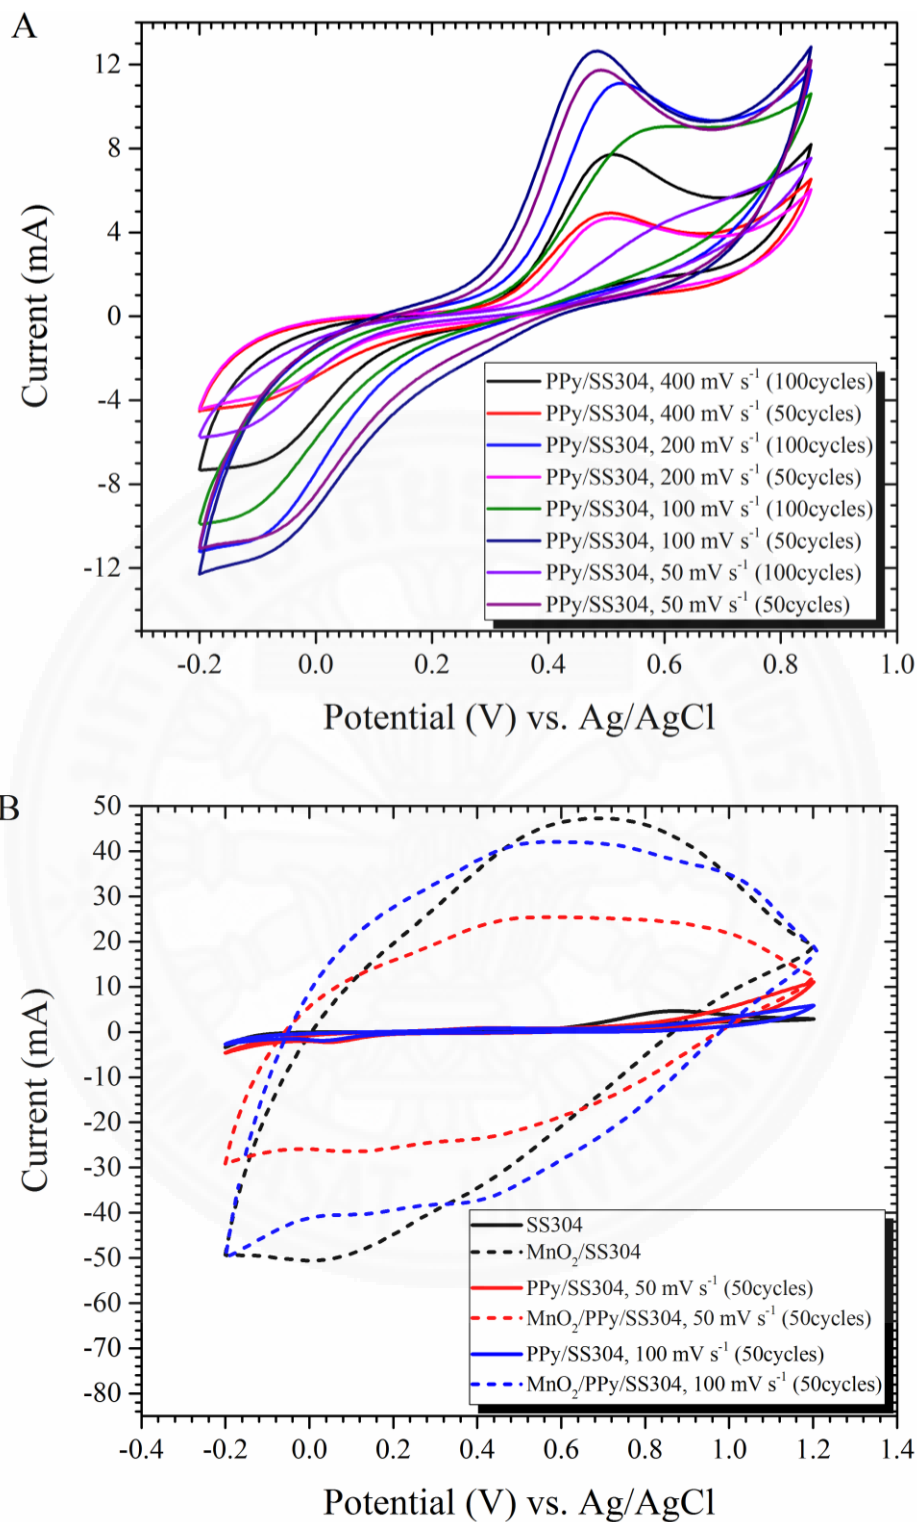 A
12
8
4
0
-4
-8
-12
Current (mA)
PPy/SS304, 400 mV s⁻¹ (100cycles)
PPy/SS304, 400 mV s⁻¹ (50cycles)
PPy/SS304, 200 mV s⁻¹ (100cycles)
PPy/SS304, 200 mV s⁻¹ (50cycles)
PPy/SS304, 100 mV s⁻¹ (100cycles)
PPy/SS304, 100 mV s⁻¹ (50cycles)
PPy/SS304, 50 mV s⁻¹ (100cycles)
PPy/SS304, 50 mV s⁻¹ (50cycles)
-0.2 0.0 0.2 0.4 0.6 0.8 1.0
Potential (V) vs. Ag/AgCl
B
50
40
30
20
10
0
-10
-20
-30
-40
-50
-60
-70
-80
Current (mA)
SS304
MnO₂/SS304
PPy/SS304, 50 mV s⁻¹ (50cycles)
MnO₂/PPy/SS304, 50 mV s⁻¹ (50cycles)
PPy/SS304, 100 mV s⁻¹ (50cycles)
MnO₂/PPy/SS304, 100 mV s⁻¹ (50cycles)
-0.4 -0.2 0.0 0.2 0.4 0.6 0.8 1.0 1.2 1.4
Potential (V) vs. Ag/AgCl